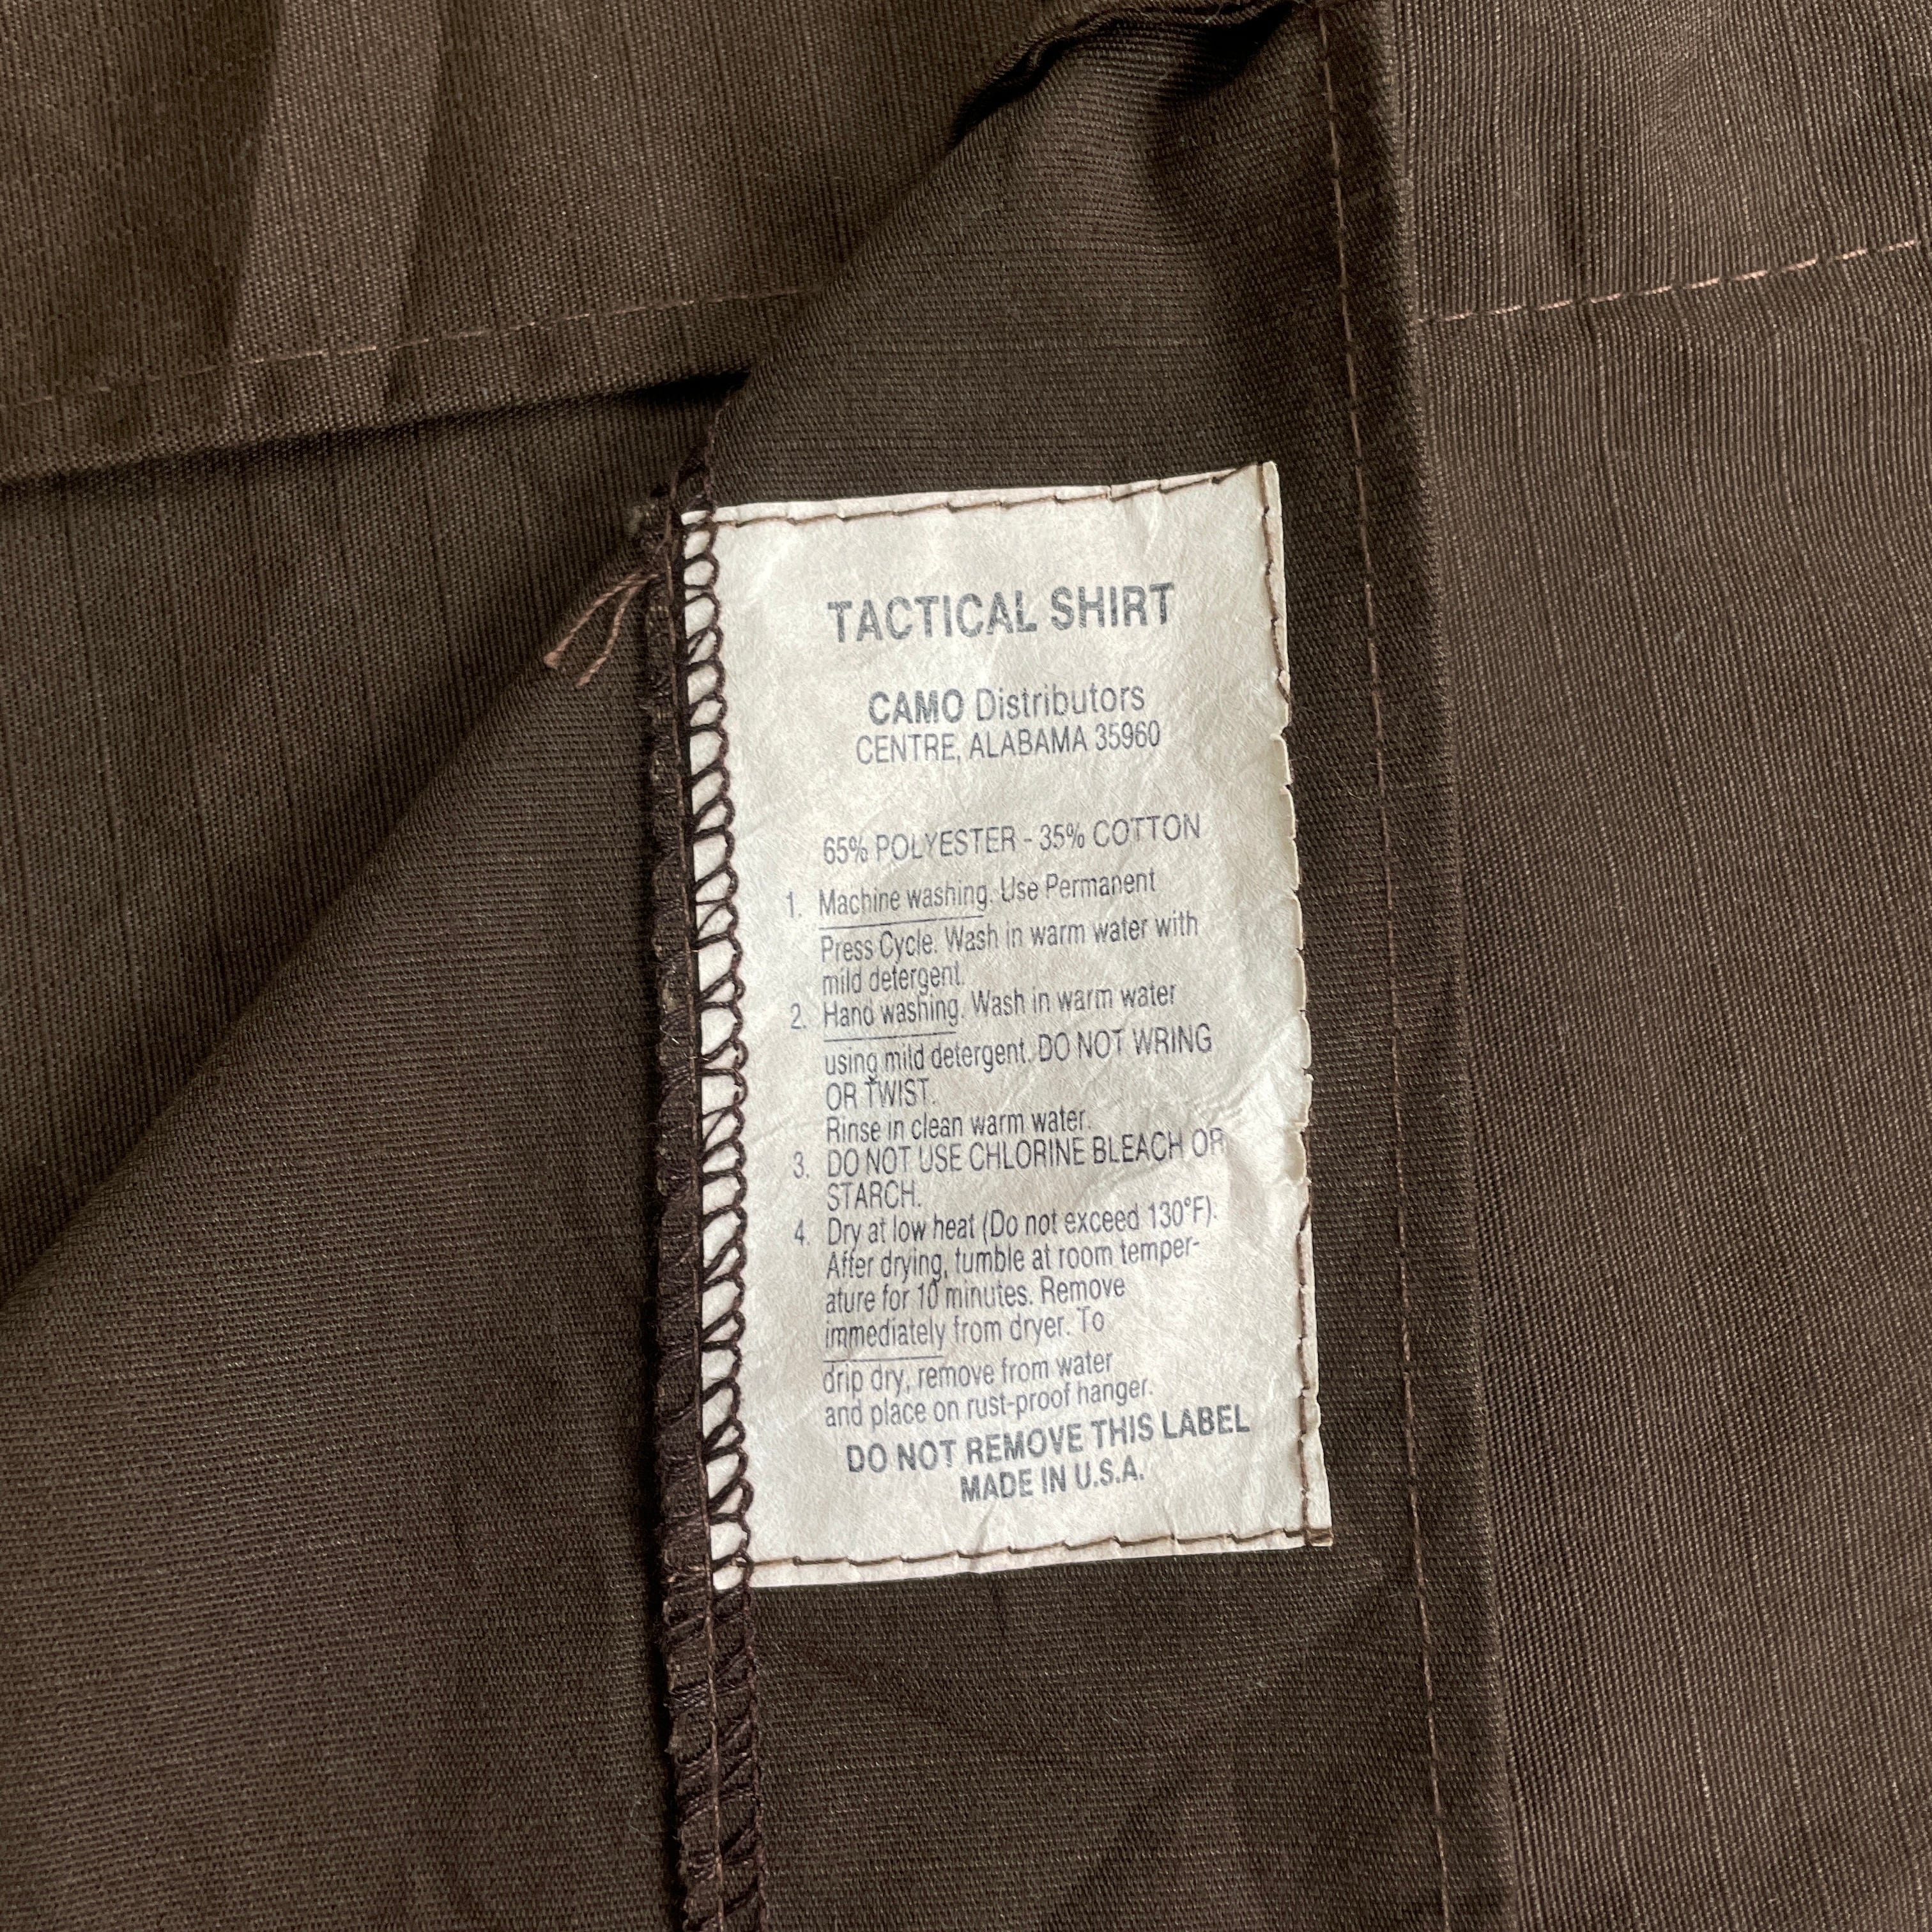 TACTICAL SHIRT
CAMO Distributors
CENTRE, ALABAMA 35960
65% POLYESTER - 35% COTTON
1. Machine washing. Use Permanent
Press Cycle. Wash in warm water with
mild detergent.
2. Hand washing. Wash in warm water
using mild detergent. DO NOT WRING
OR TWIST.
Rinse in clean warm water.
3. DO NOT USE CHLORINE BLEACH OR
STARCH.
4. Dry at low heat (Do not exceed 130°F).
After drying, tumble at room temper-
ature for 10 minutes. Remove
immediately from dryer. To
drip dry, remove from water
and place on rust-proof hanger.
DO NOT REMOVE THIS LABEL
MADE IN U.S.A.